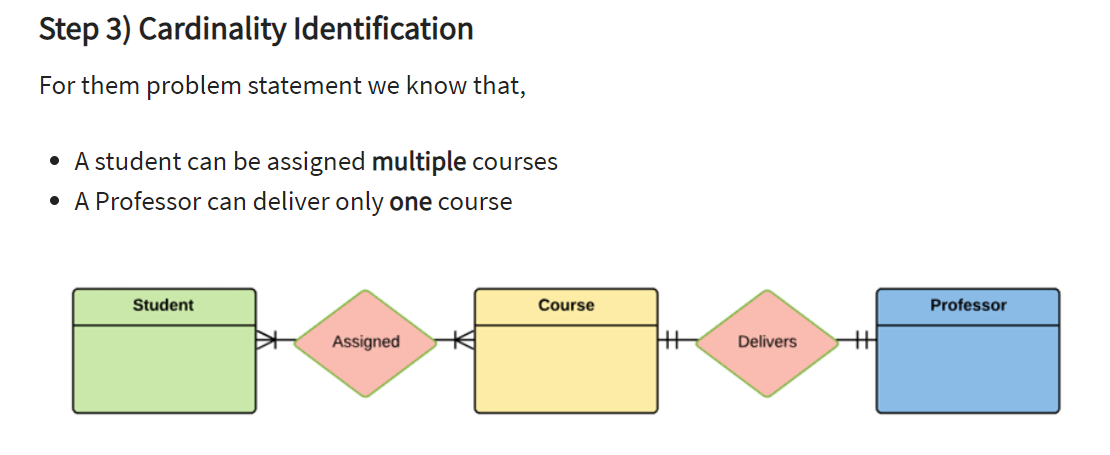 Step 3) Cardinality Identification
For them problem statement we know that,
• A student can be assigned multiple courses
• A Professor can deliver only one course
Student
Assigned
Course
Delivers
Professor